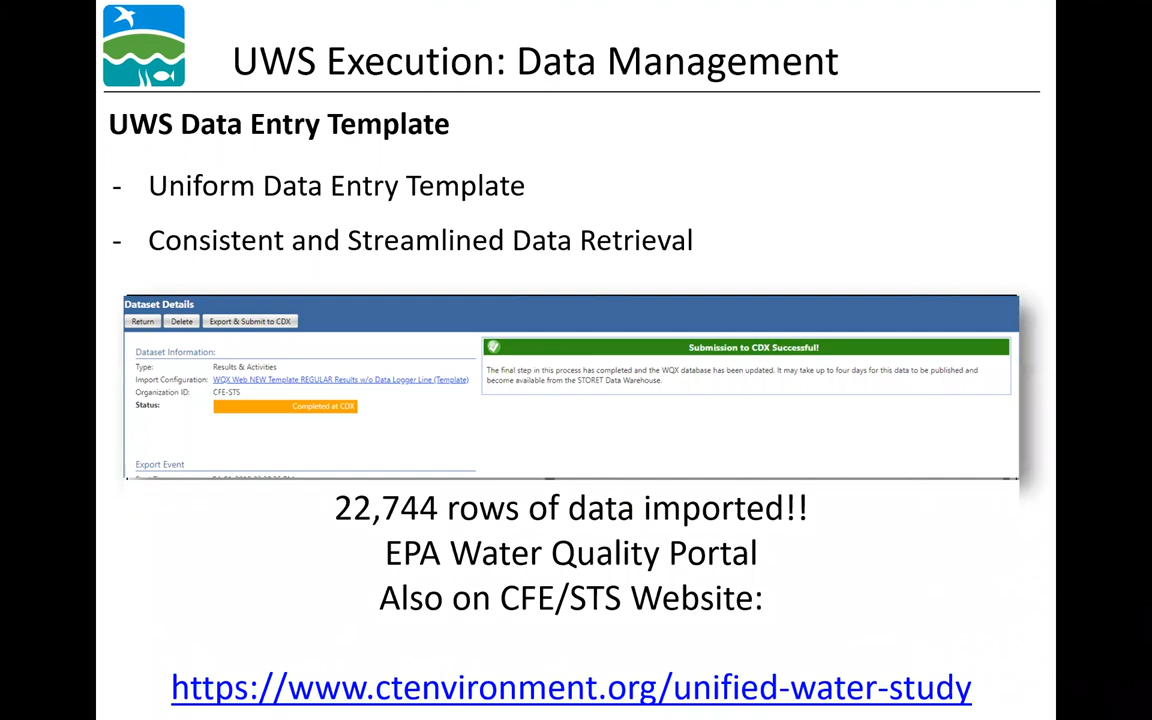 UWS Execution: Data Management
UWS Data Entry Template
- Uniform Data Entry Template
- Consistent and Streamlined Data Retrieval
Dataset Details
Return Delete Export & Submit to CDX
Dataset Information:
Type: Results & Activities
Import Configuration: WQX Web NEW Template REGULAR Results w/o Data Logger Line (Template)
Organization ID: CFE-STS
Status: Completed at CDX
Export Event
Submission to CDX Successful!
The final step in this process has completed and the WQX database has been updated. It may take up to four days for this data to be published and
become available from the STORET Data Warehouse.
22,744 rows of data imported!!
EPA Water Quality Portal
Also on CFE/STS Website:
https://www.ctenvironment.org/unified-water-study